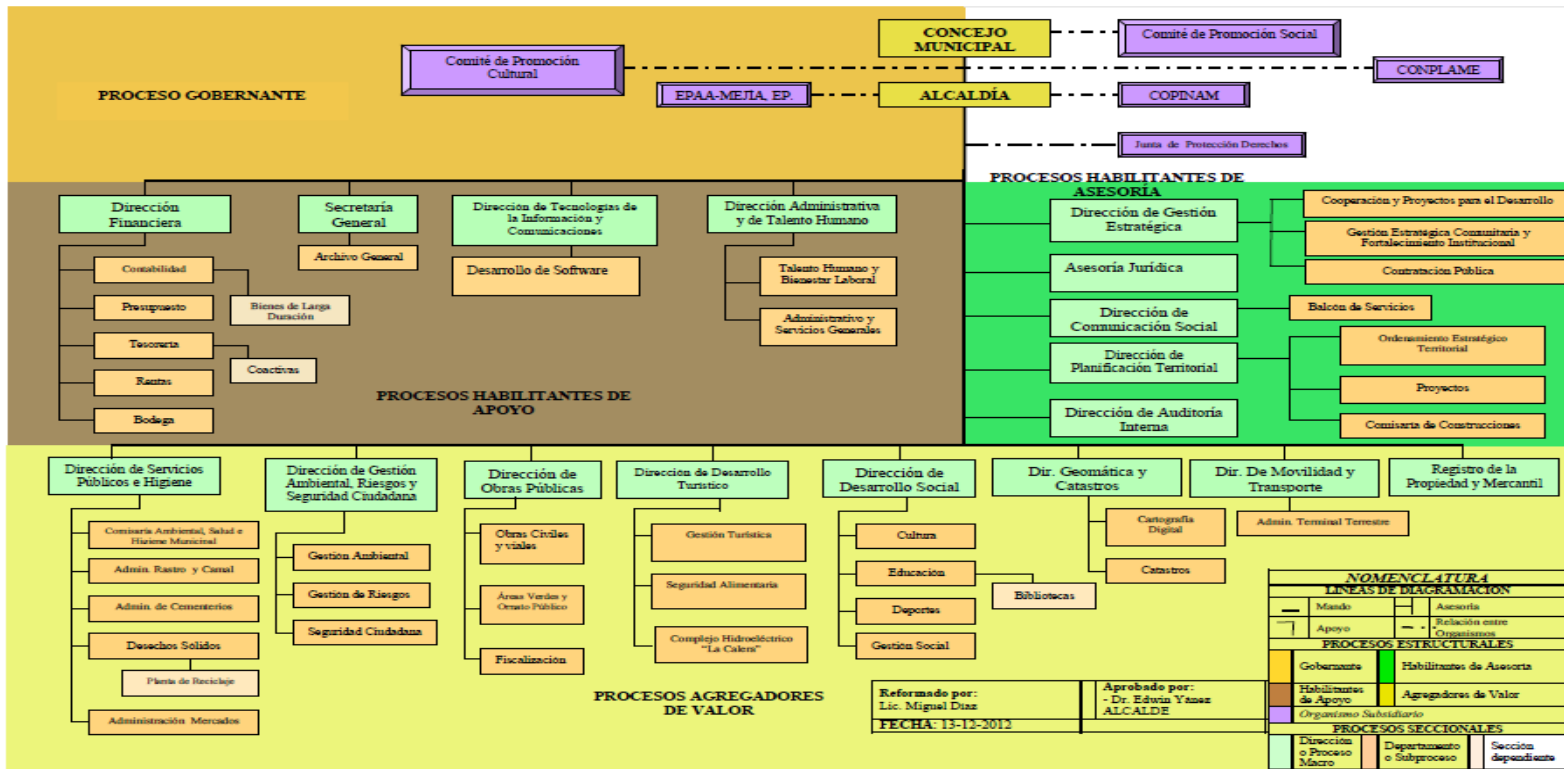 CONCEJO
MUNICIPAL
Comité de Promoción Social
Comité de Promoción
Cultural
CONPLAME
PROCESO GOBERNANTE
EPAA-MEJIA, EP.
ALCALDÍA
COPINAM
Junta de Protección Derechos
PROCESOS HABILITANTES DE
ASESORÍA
Dirección
Financiera
Secretaría
General
Dirección de Tecnologías de
la Información y
Comunicaciones
Dirección Administrativa
y de Talento Humano
Contabilidad
Bienes de Larga
Duración
Presupuesto
Tesorería
Coactivas
Rentas
Bodega
Archivo General
Desarrollo de Software
Talento Humano y
Bienestar Laboral
Administrativo y
Servicios Generales
PROCESOS HABILITANTES DE
APOYO
Dirección de Gestión
Estratégica
Cooperación y Proyectos para el Desarrollo
Gestión Estratégica Comunitaria y
Fortalecimiento Institucional
Contratación Pública
Asesoría Jurídica
Dirección de
Comunicación Social
Balcón de Servicios
Dirección de
Planificación Territorial
Ordenamiento Estratégico
Territorial
Proyectos
Comisaría de Construcciones
Dirección de Auditoría
Interna
Dirección de Servicios
Públicos e Higiene
Comisaría Ambiental, Salud e
Higiene Municipal
Admin. Rastro y Camal
Admin. de Cementerios
Desechos Sólidos
Planta de Reciclaje
Administración Mercados
Dirección de Gestión
Ambiental, Riesgos y
Seguridad Ciudadana
Gestión Ambiental
Gestión de Riesgos
Seguridad Ciudadana
Dirección de
Obras Públicas
Obras Civiles
y viales
Áreas Verdes y
Ornato Público
Fiscalización
Dirección de Desarrollo
Turístico
Gestión Turística
Seguridad Alimentaria
Complejo Hidroeléctrico
"La Calera"
Dirección de
Desarrollo Social
Cultura
Educación
Bibliotecas
Deportes
Gestión Social
Dir. Geomática y
Catastros
Cartografía
Digital
Catastros
Dir. De Movilidad y
Transporte
Admin. Terminal Terrestre
Registro de la
Propiedad y Mercantil
PROCESOS AGREGADORES
DE VALOR
Reformado por:
Lic. Miguel Díaz
FECHA: 13-12-2012
Aprobado por:
- Dr. Edwin Yánez
ALCALDE
NOMENCLATURA
LINEAS DE DIAGRAMACION
Mando
Asesoría
Apoyo
Relación entre
Organismos
PROCESOS ESTRUCTURALES
Gobernante
Habilitantes de Asesoría
Habilitantes
de Apoyo
Agregadores de Valor
Organismo Subsidiario
PROCESOS SECCIONALES
Dirección
o Proceso
Macro
Departamento
o Subproceso
Sección
dependiente